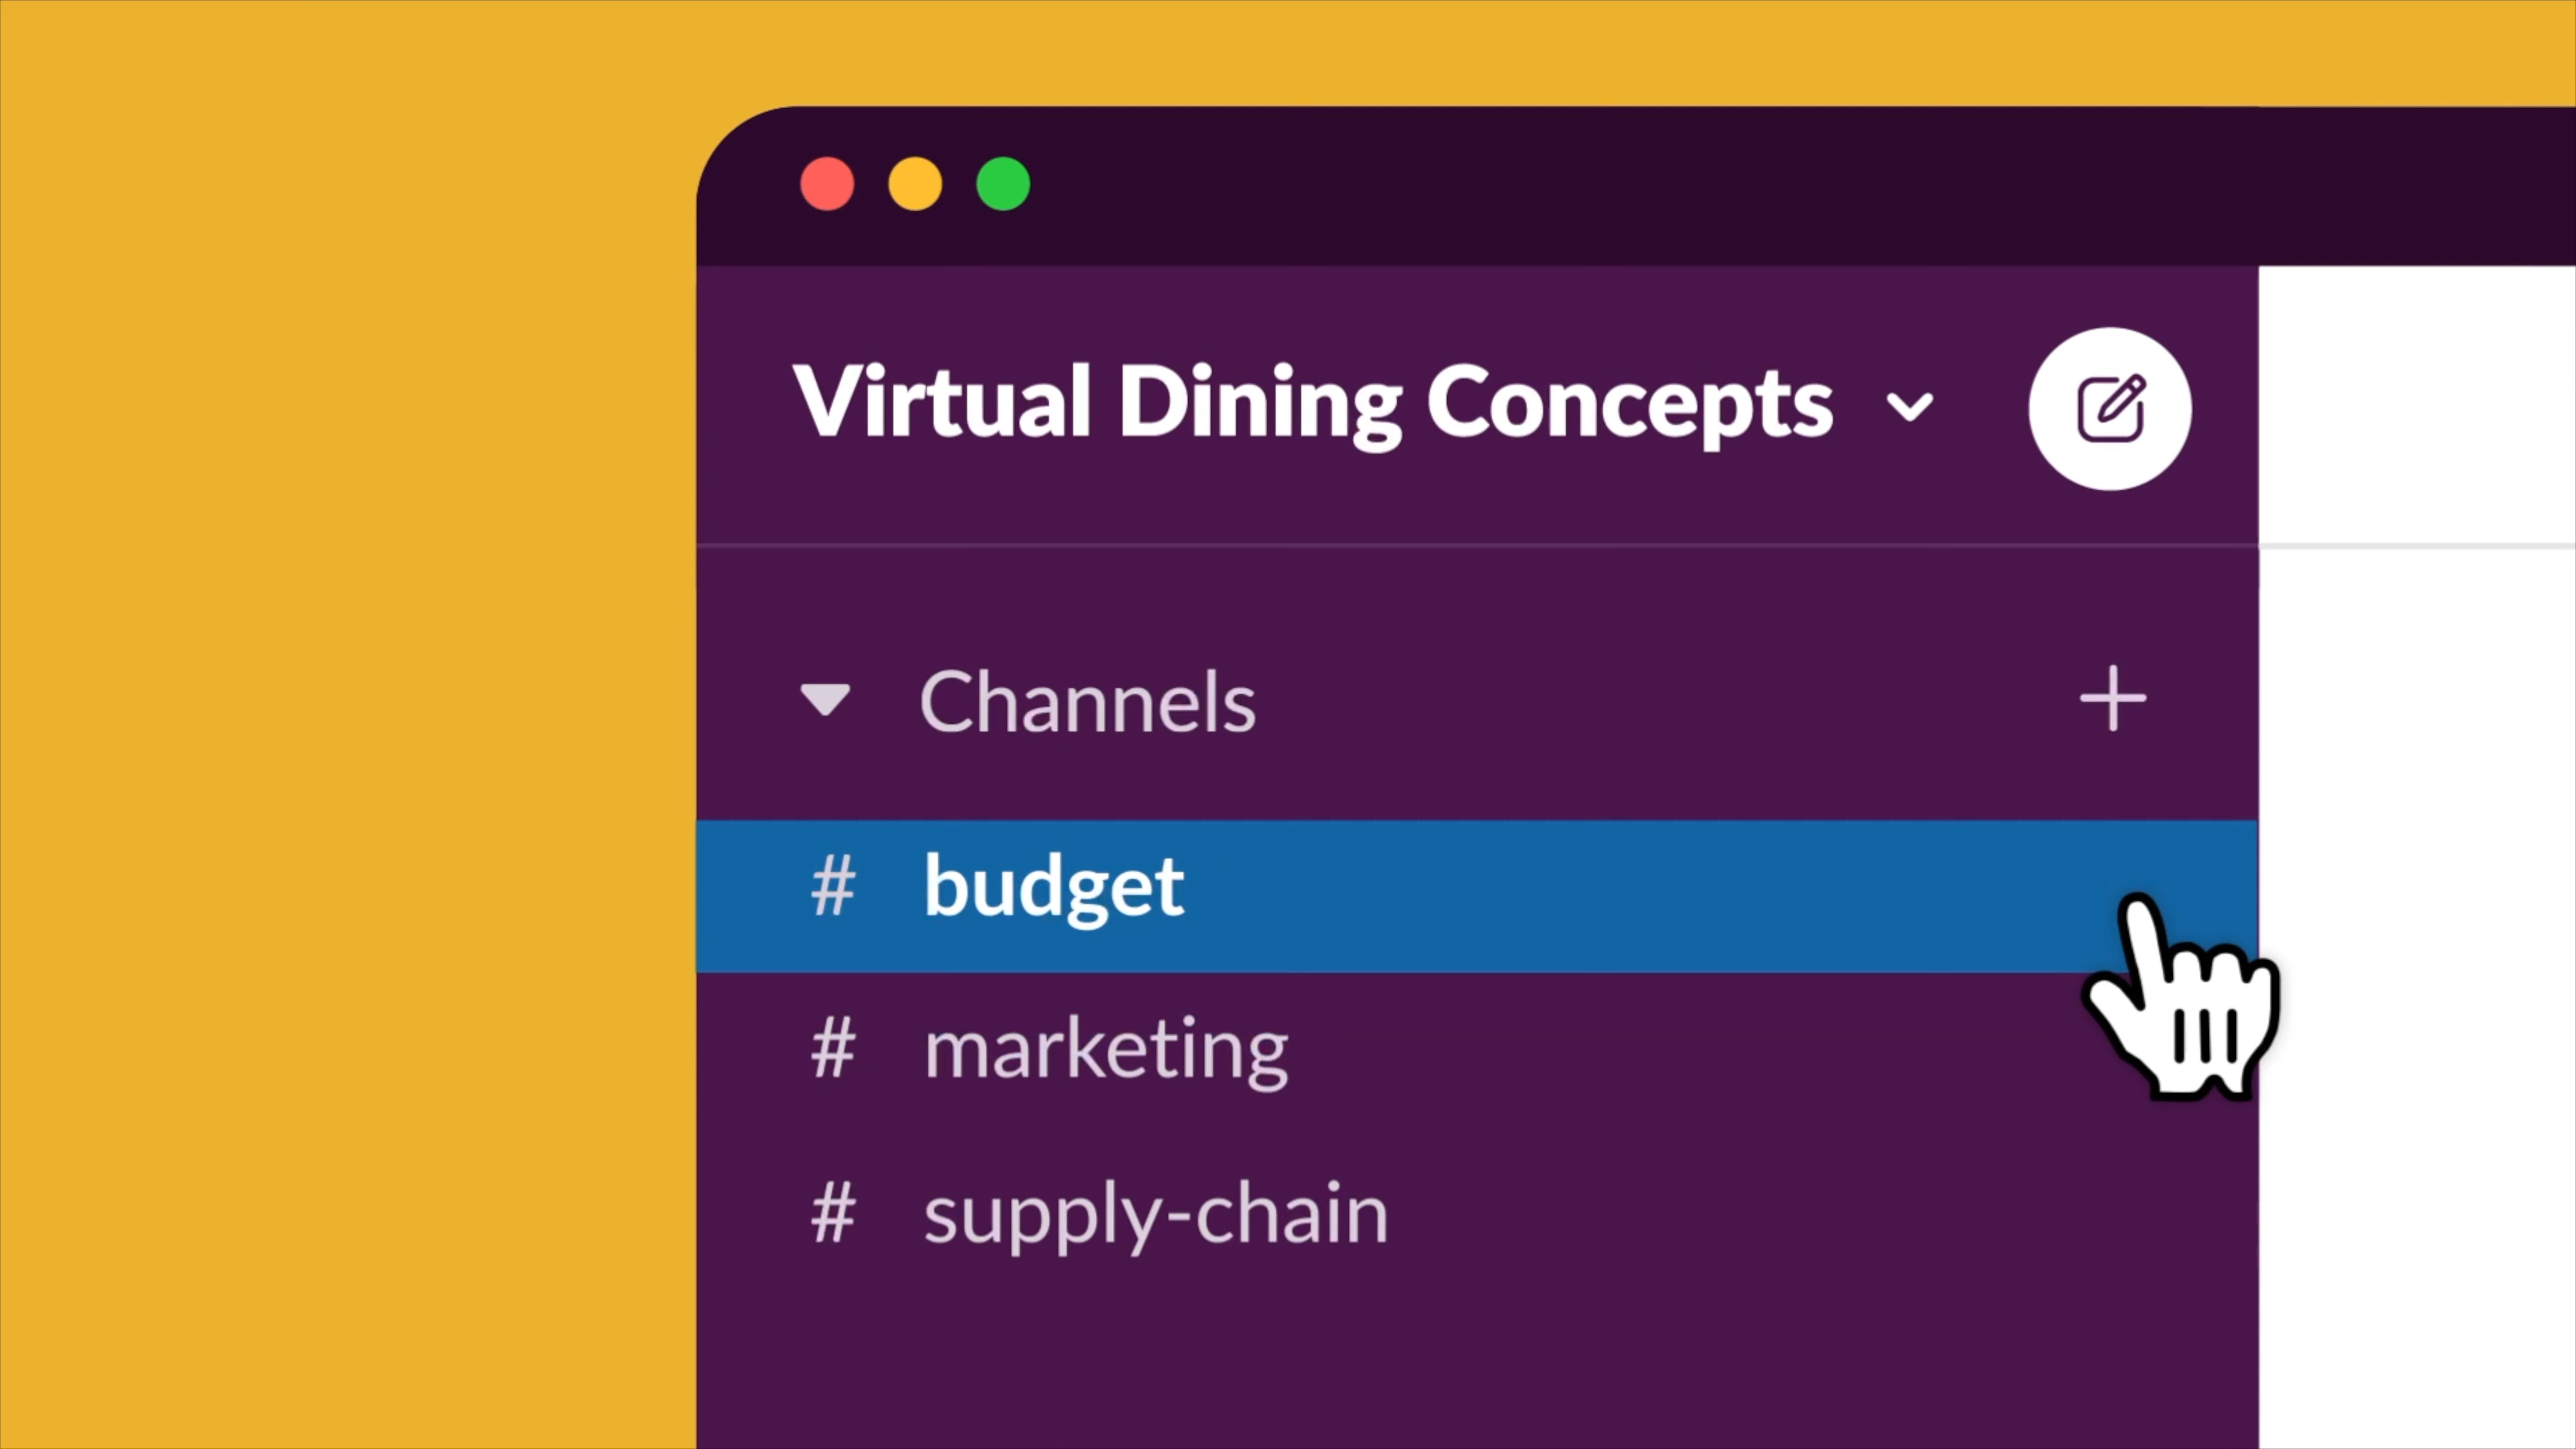 Virtual Dining Concepts
Channels
# budget
# marketing
# supply-chain